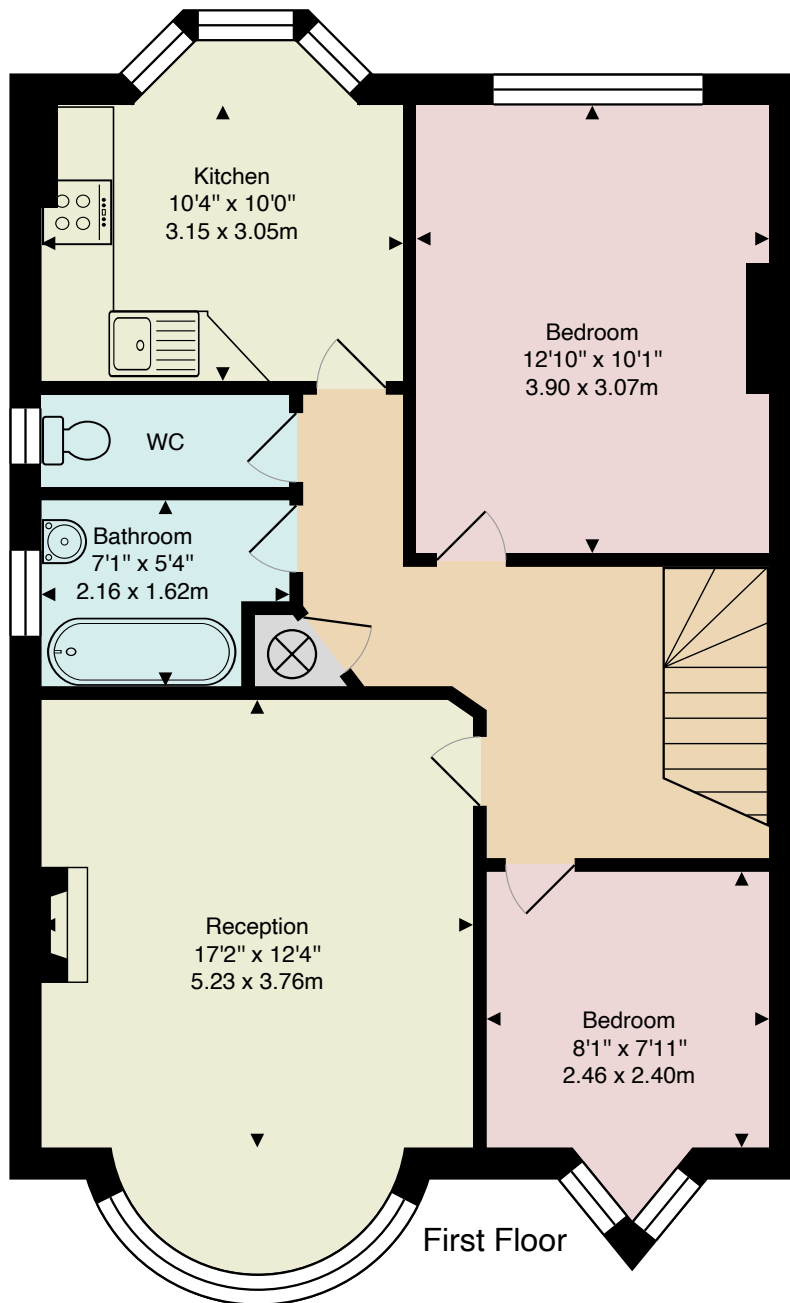 Kitchen
10'4" x 10'0"
3.15 x 3.05m
Bedroom
12'10" x 10'1"
3.90 x 3.07m
WC
Bathroom
7'1" x 5'4"
2.16 x 1.62m
Reception
17'2" x 12'4"
5.23 x 3.76m
Bedroom
8'1" x 7'11"
2.46 x 2.40m
First Floor